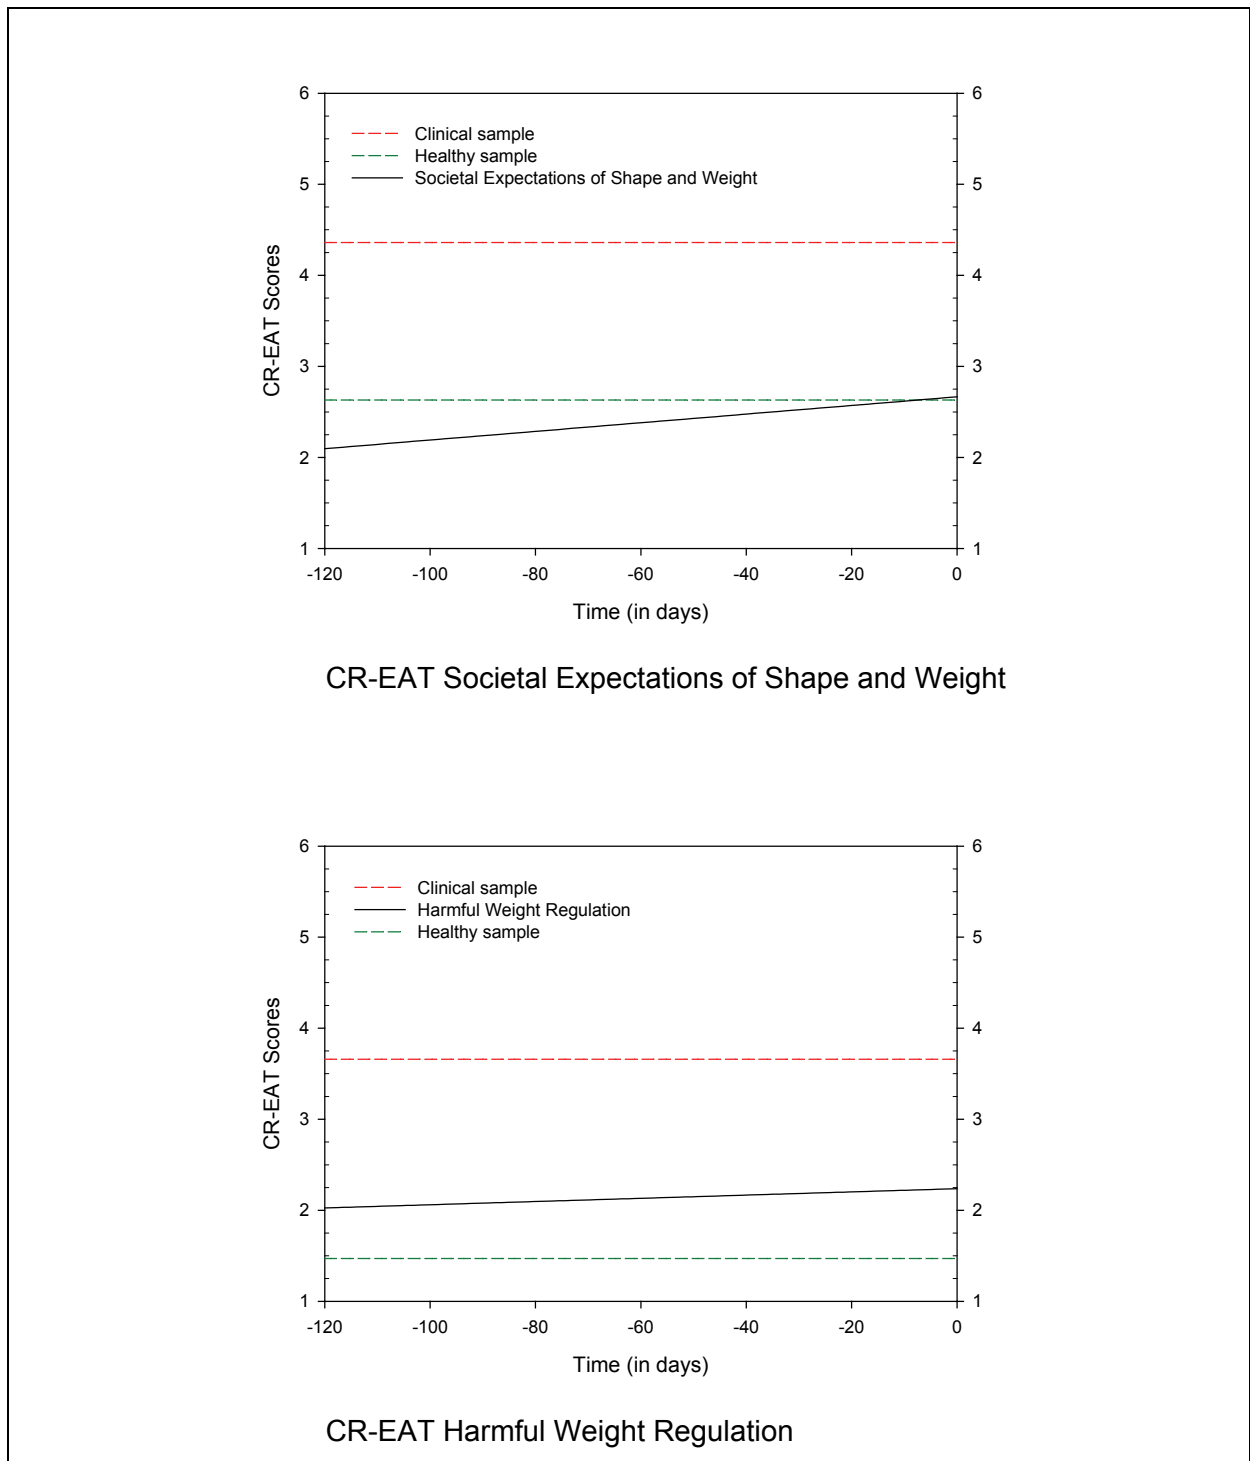 6 6
Clinical sample
Healthy sample
5 Societal Expectations of Shape and Weight 5
4 4
CR-EAT Scores
3 3
2 2
1 1
-120 -100 -80 -60 -40 -20 0
Time (in days)
CR-EAT Societal Expectations of Shape and Weight
6 6
Clinical sample
Harmful Weight Regulation
Healthy sample
5 5
4 4
CR-EAT Scores
3 3
2 2
1 1
-120 -100 -80 -60 -40 -20 0
Time (in days)
CR-EAT Harmful Weight Regulation